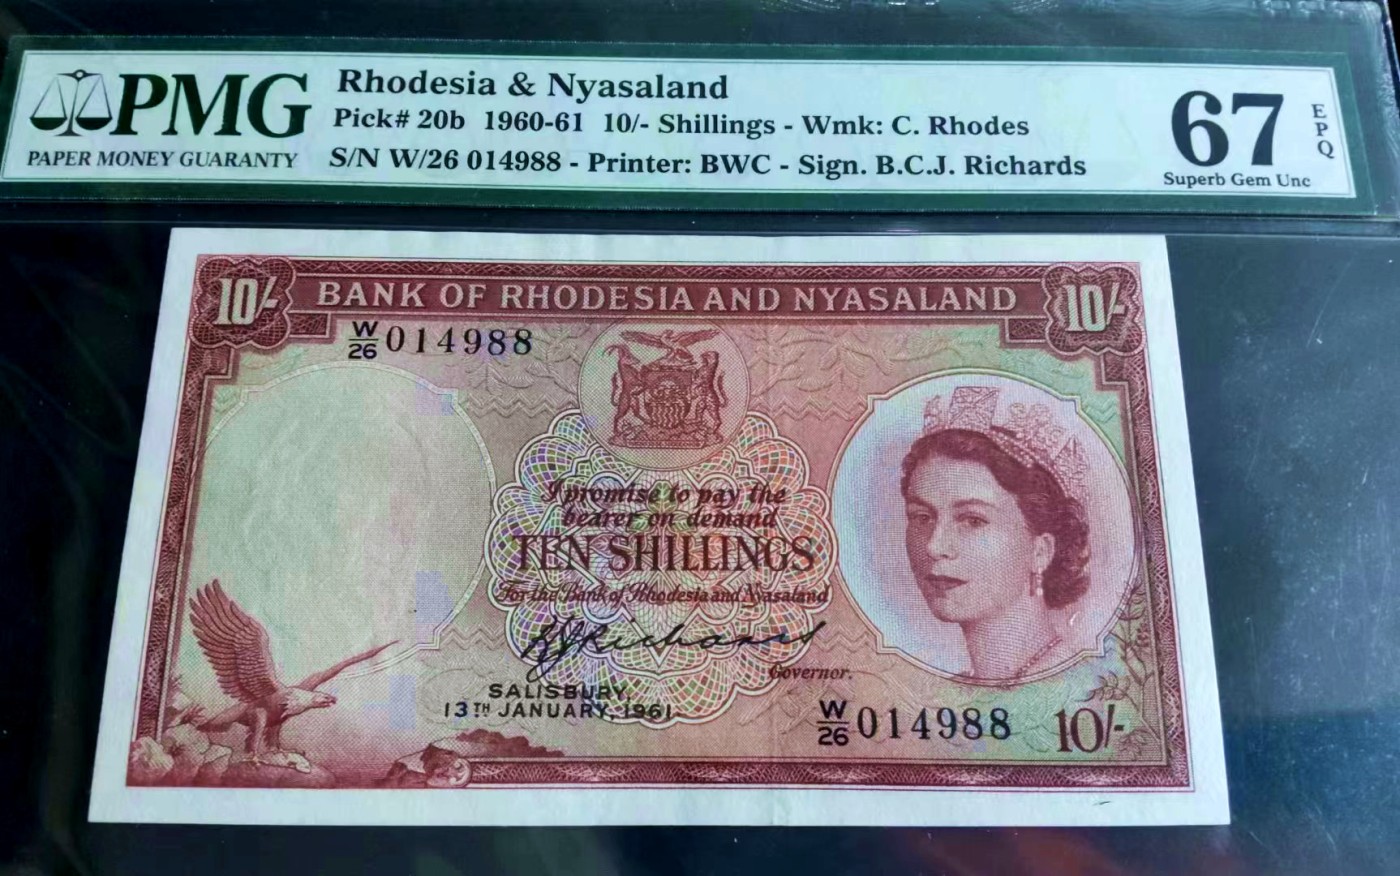 PMG
PAPER MONEY GUARANTY
Rhodesia & Nyasaland
Pick# 20b 1960-61 10/- Shillings - Wmk: C. Rhodes
S/N W/26 014988 - Printer: BWC - Sign. B.C.J. Richards
67
EPQ
Superb Gem Unc
10/- BANK OF RHODESIA AND NYASALAND 10/-
W/26 014988
I promise to pay the
bearer on demand
TEN SHILLINGS
For the Bank of Rhodesia and Nyasaland
BCJRichards
Governor.
SALISBURY,
13TH JANUARY, 1961
W/26 014988 10/-